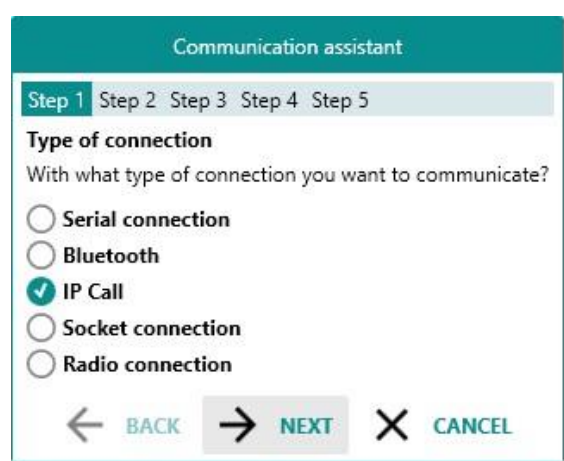 Communication assistant
Step 1 Step 2 Step 3 Step 4 Step 5
Type of connection
With what type of connection you want to communicate?
Serial connection
Bluetooth
IP Call
Socket connection
Radio connection
BACK NEXT CANCEL